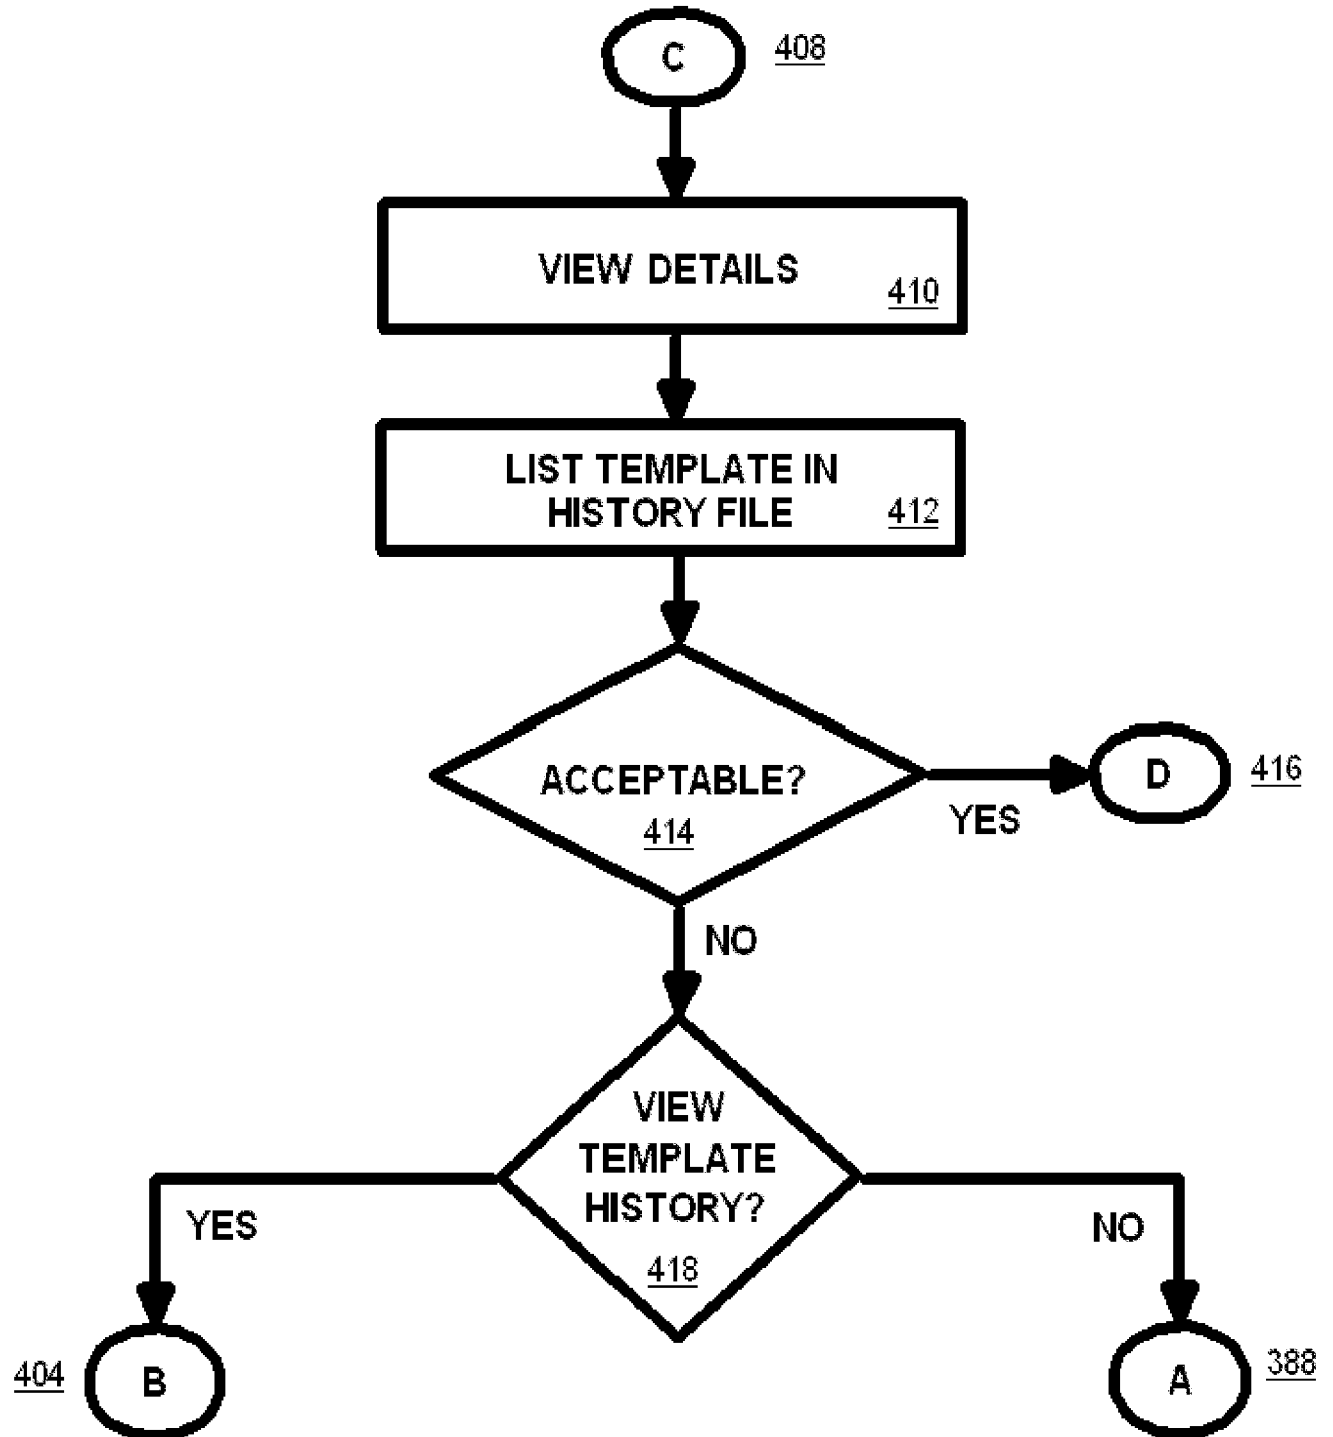 C
408
VIEW DETAILS
410
LIST TEMPLATE IN
HISTORY FILE
412
ACCEPTABLE?
414
YES
D
416
NO
VIEW
TEMPLATE
HISTORY?
418
YES
NO
404
B
A
388